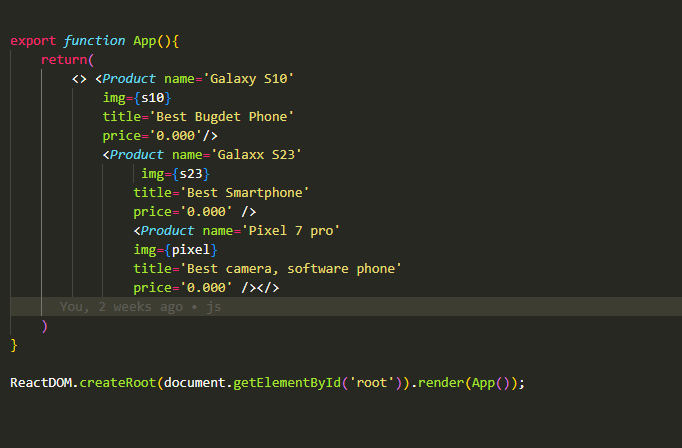 export function App(){
return(
<> <Product name='Galaxy S10'
img={s10}
title='Best Bugdet Phone'
price='0.000'/>
<Product name='Galaxx S23'
img={s23}
title='Best Smartphone'
price='0.000' />
<Product name='Pixel 7 pro'
img={pixel}
title='Best camera, software phone'
price='0.000' /></>
You, 2 weeks ago • js
)
}
ReactDOM.createRoot(document.getElementById('root')).render(App());